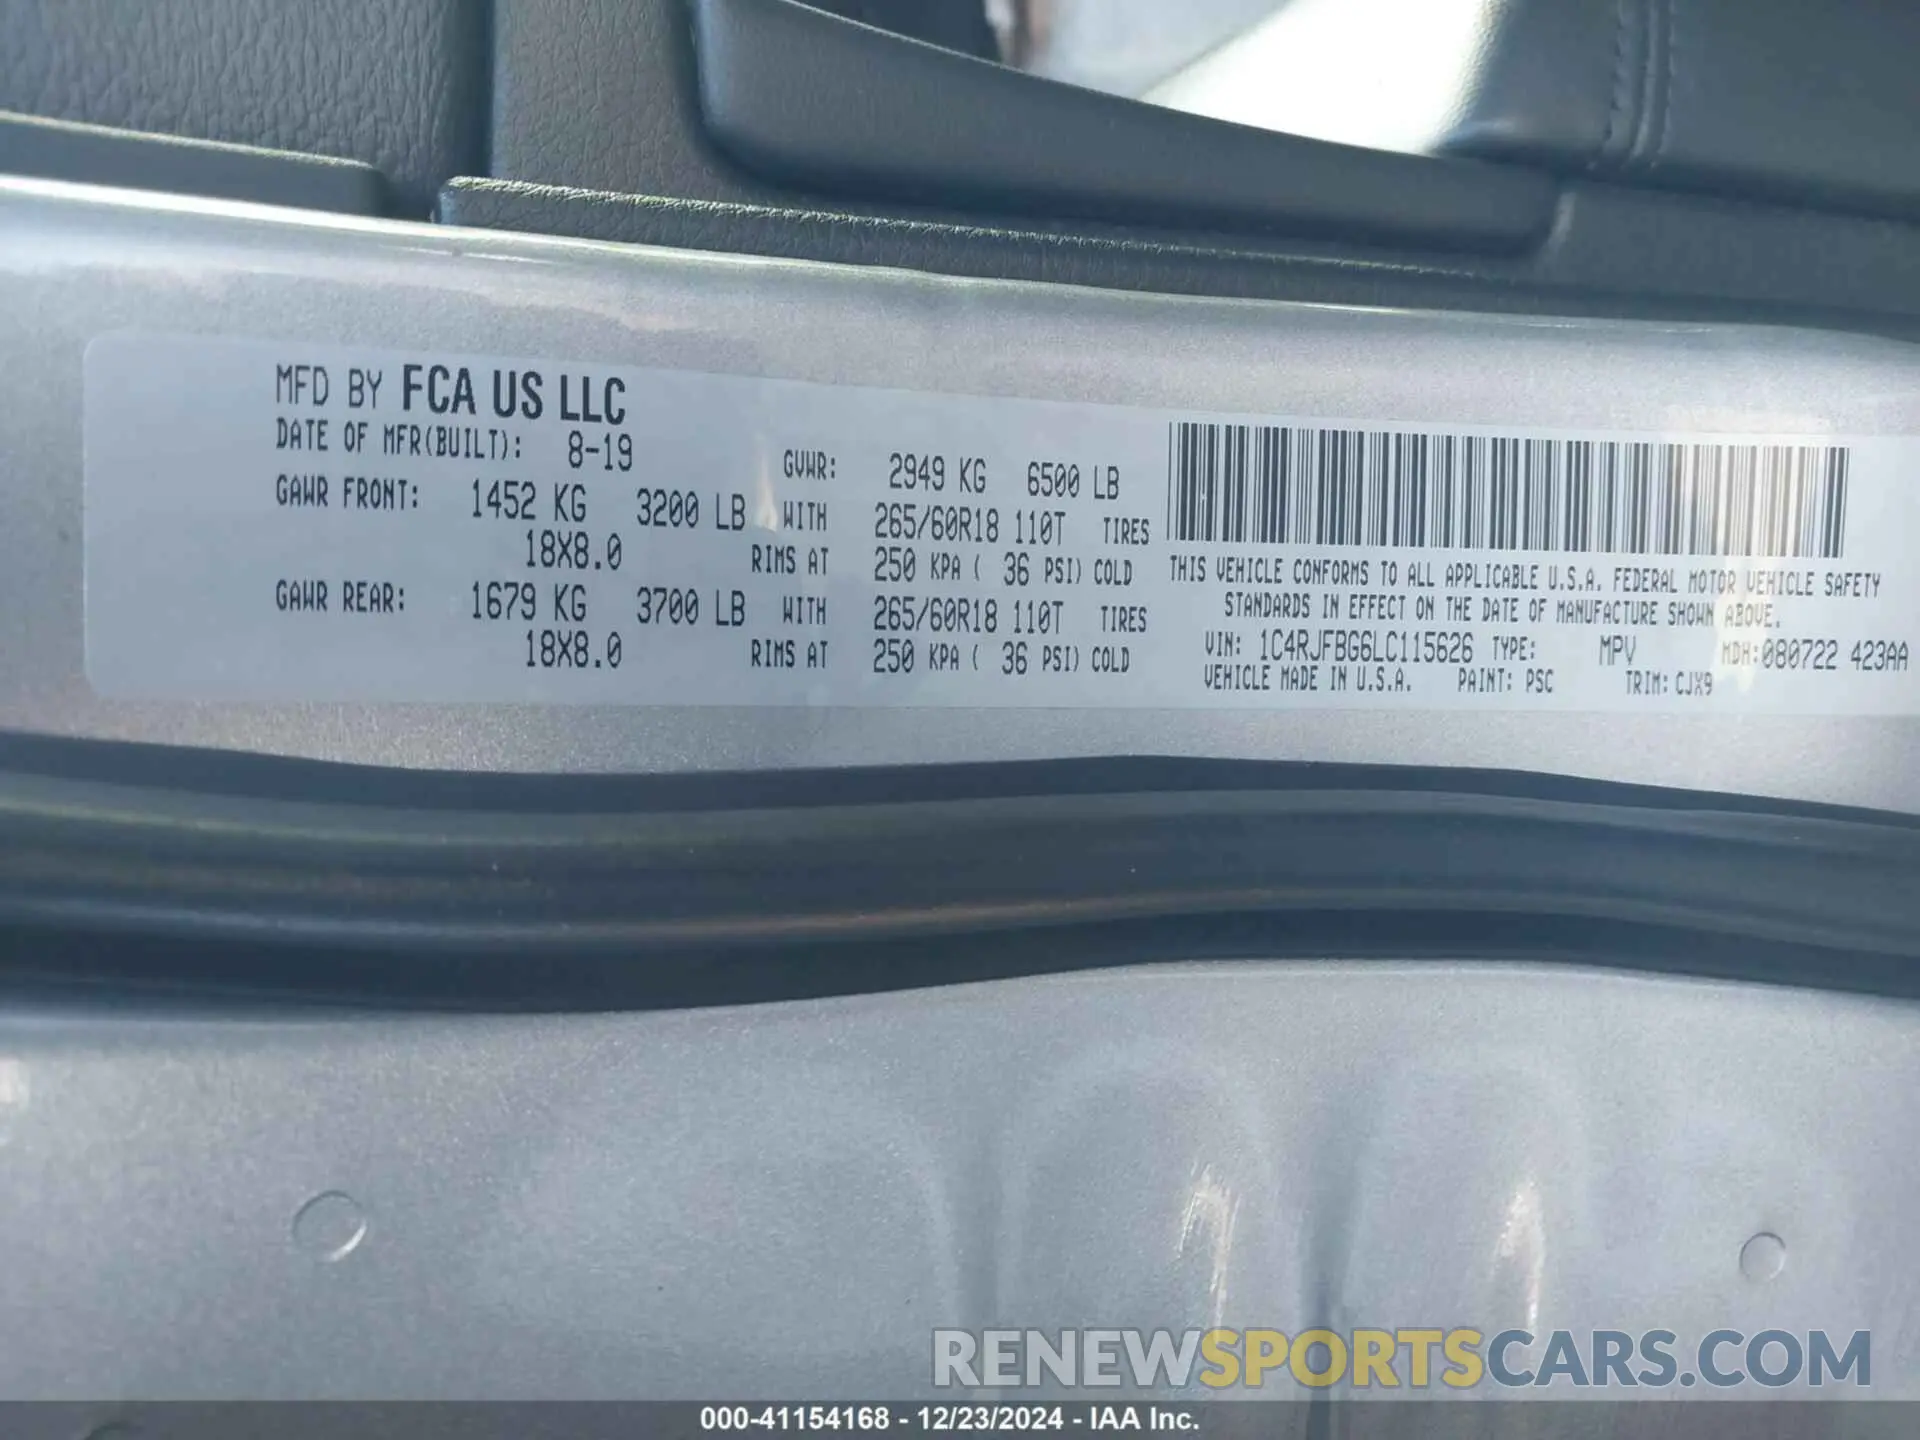 MFD BY FCA US LLC
DATE OF MFR(BUILT): 8-19
GVWR: 2949 KG 6500 LB
GAWR FRONT: 1452 KG 3200 LB WITH 265/60R18 110T TIRES
18X8.0 RIMS AT 250 KPA ( 36 PSI) COLD
GAWR REAR: 1679 KG 3700 LB WITH 265/60R18 110T TIRES
18X8.0 RIMS AT 250 KPA ( 36 PSI) COLD
THIS VEHICLE CONFORMS TO ALL APPLICABLE U.S.A. FEDERAL MOTOR VEHICLE SAFETY
STANDARDS IN EFFECT ON THE DATE OF MANUFACTURE SHOWN ABOVE.
VIN: 1C4RJFBG6LC115626 TYPE: MPV MDH:080722 423AA
VEHICLE MADE IN U.S.A. PAINT: PSC TRIM: CJX9
RENEWSPORTSCARS.COM
000-41154168 - 12/23/2024 - IAA Inc.